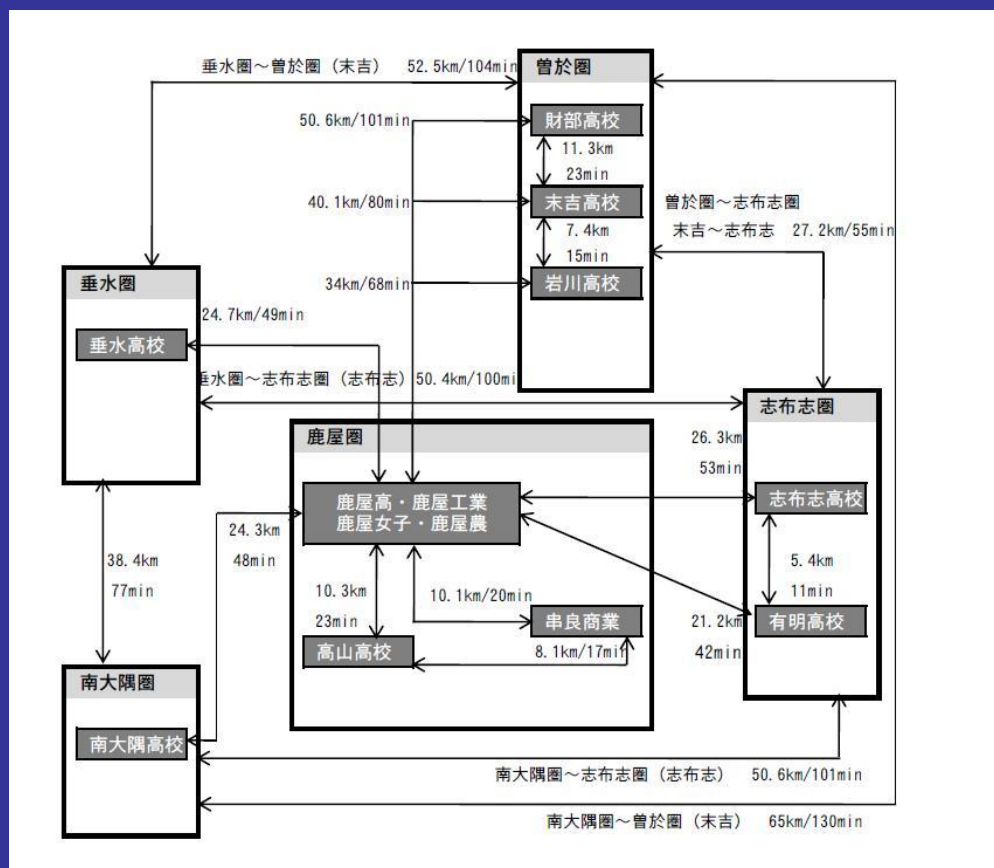 垂水圏～曽於圏（末吉） 52.5km/104min
曽於圏
50.6km/101min
財部高校
11.3km
23min
40.1km/80min
末吉高校
曽於圏～志布志圏
7.4km
末吉～志布志 27.2km/55min
15min
34km/68min
岩川高校
垂水圏
24.7km/49min
垂水高校
垂水圏～志布志圏（志布志）50.4km/100mi
志布志圏
鹿屋圏
26.3km
53min
鹿屋高・鹿屋工業
鹿屋女子・鹿屋農
志布志高校
24.3km
48min
38.4km
77min
5.4km
11min
10.3km
23min
10.1km/20min
串良商業
21.2km
42min
有明高校
高山高校
8.1km/17min
南大隅圏
南大隅高校
南大隅圏～志布志圏（志布志） 50.6km/101min
南大隅圏～曽於圏（末吉） 65km/130min